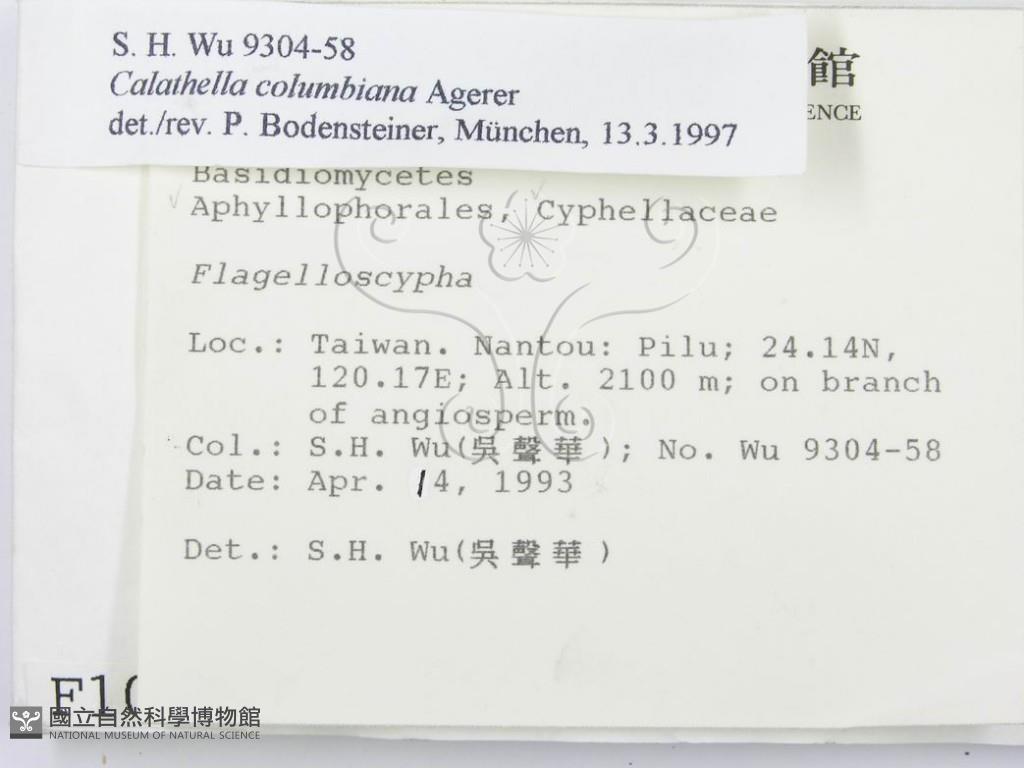 S. H. Wu 9304-58
Calathella columbiana Agerer
det./rev. P. Bodensteiner, München, 13.3.1997
館
ENCE
Basidiomycetes
Aphyllophorales, Cyphellaceae
Flagelloscypha
Loc.: Taiwan. Nantou: Pilu; 24.14N,
120.17E; Alt. 2100 m; on branch
of angiosperm.
Col.: S.H. Wu(吳聲華); No. Wu 9304-58
Date: Apr. 14, 1993
Det.: S.H. Wu(吳聲華)
F10
國立自然科學博物館
NATIONAL MUSEUM OF NATURAL SCIENCE